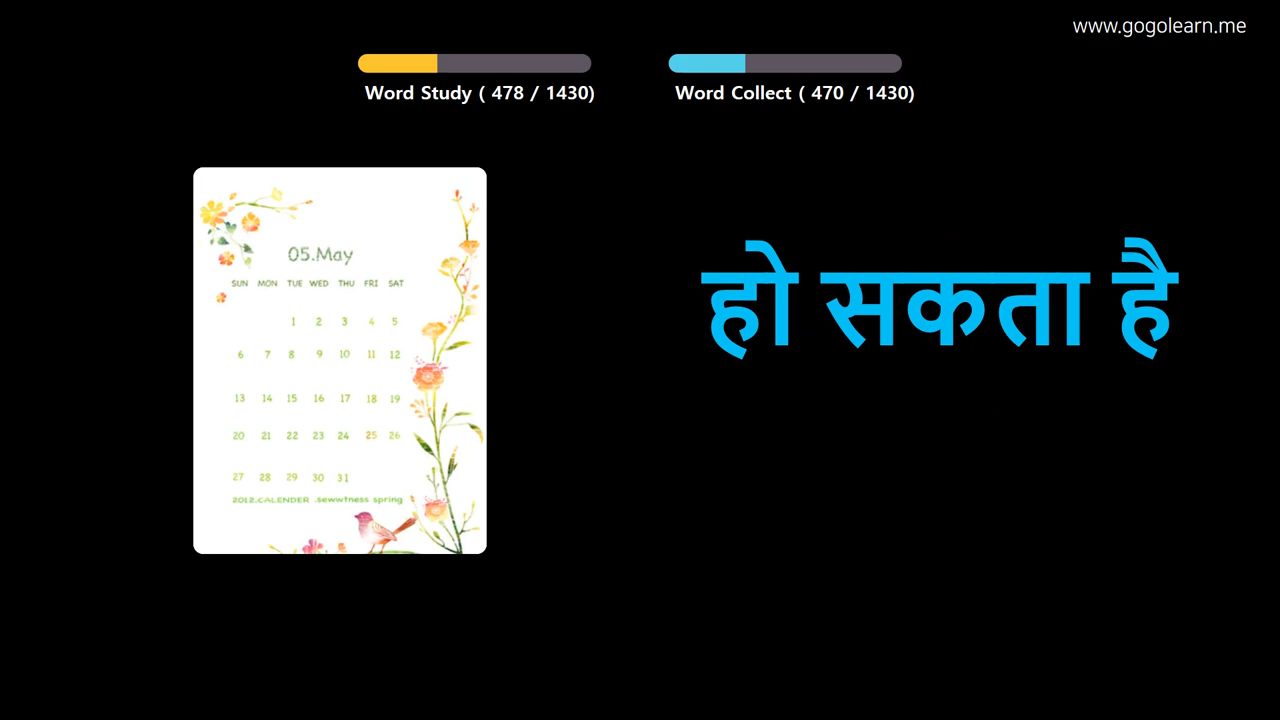 www.gogolearn.me
Word Study ( 478 / 1430)
Word Collect ( 470 / 1430)
05.May
SUN MON TUE WED THU FRI SAT
1 2 3 4 5
6 7 8 9 10 11 12
13 14 15 16 17 18 19
20 21 22 23 24 25 26
27 28 29 30 31
2012.CALENDER .sewwtness spring
हो सकता है